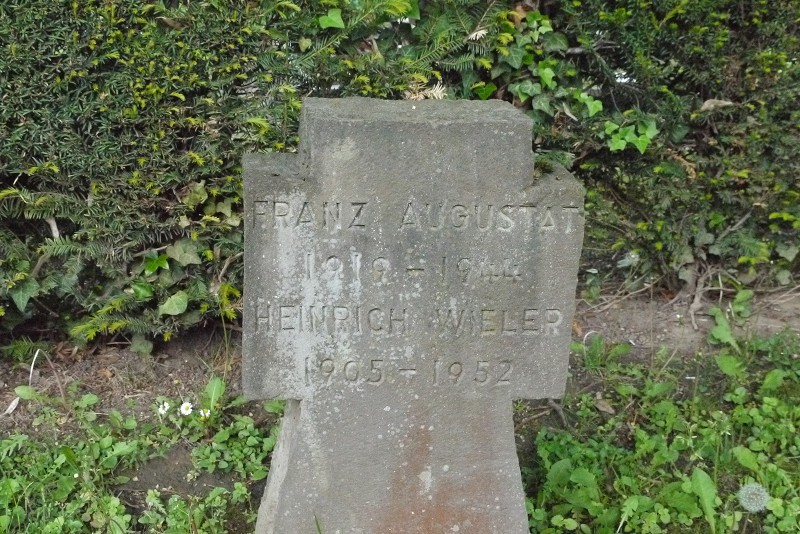 FRANZ AUGUSTAT
1919 - 1944
HEINRICH WIELER
1905 - 1952